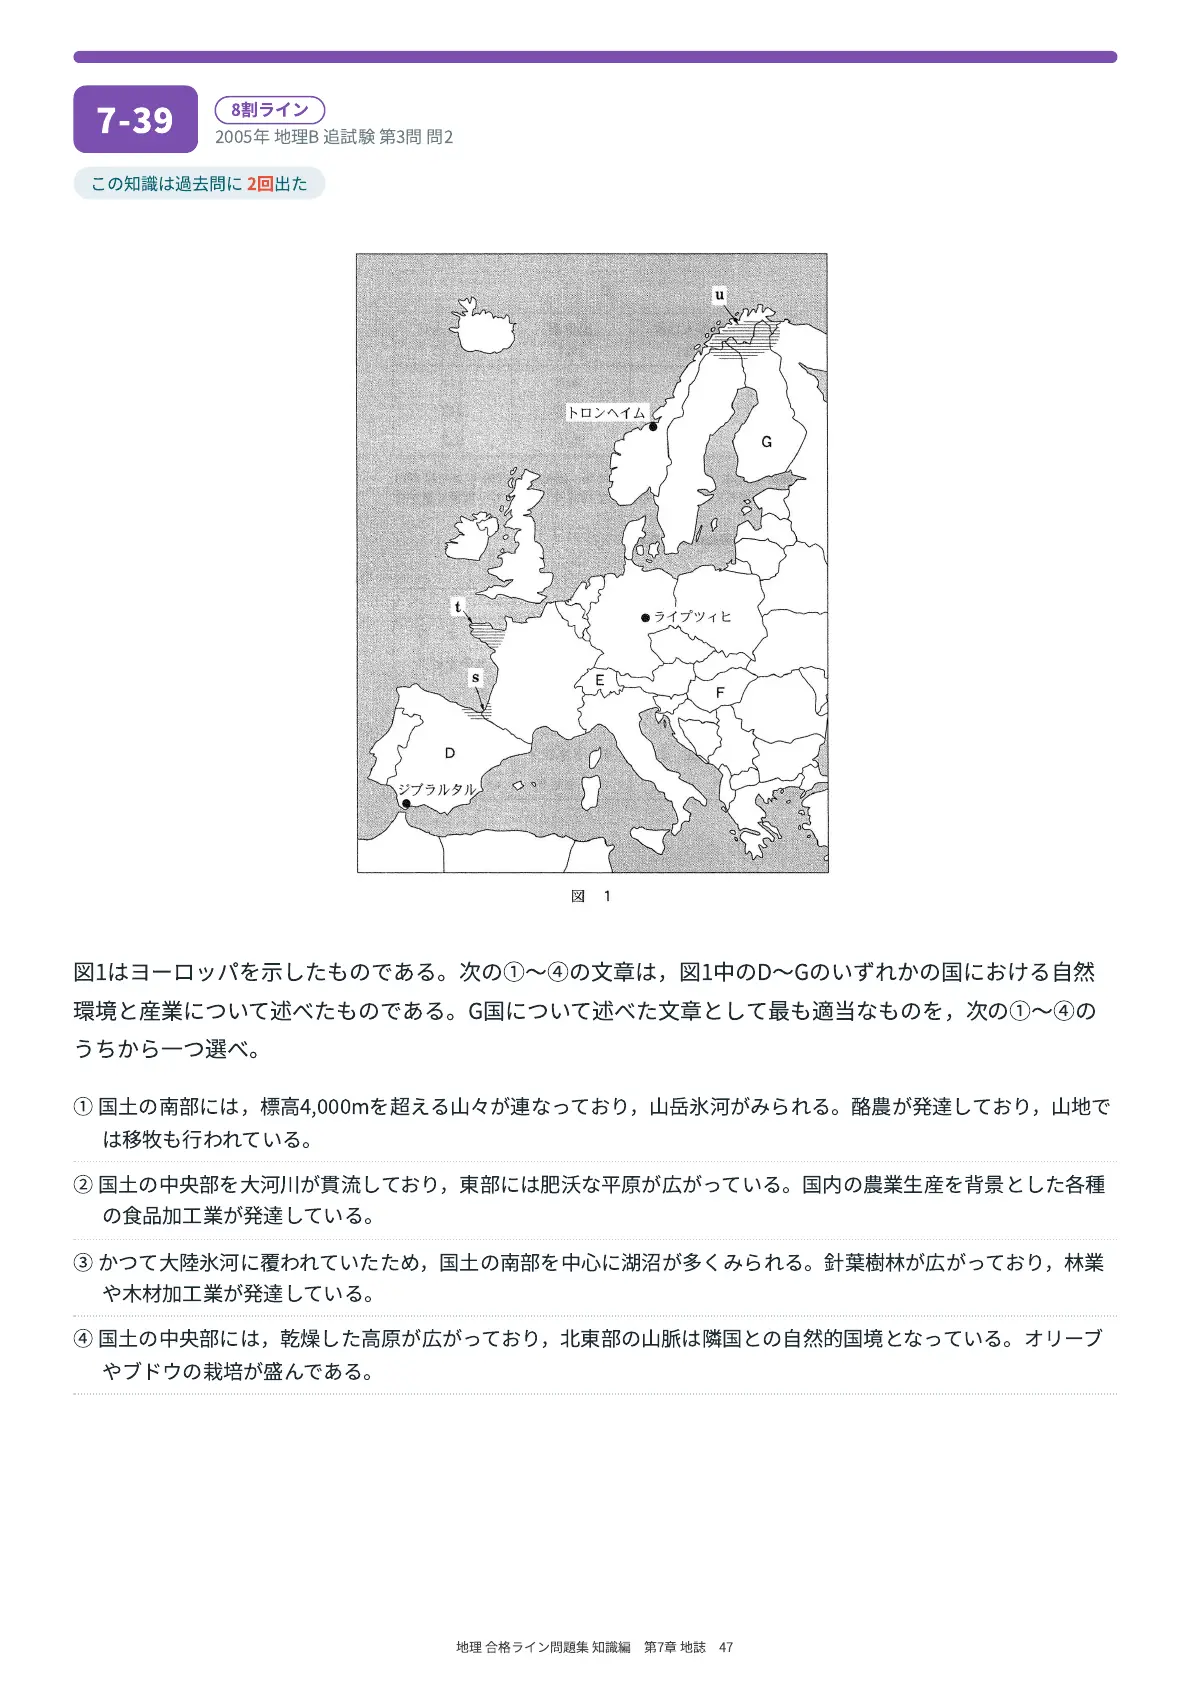 7-39
8割ライン
2005年 地理B 追試験 第3問 問2
この知識は過去問に 2回出た
u
トロンヘイム
G
t
ライプツィヒ
s
E
F
D
ジブラルタル
図 1
図1はヨーロッパを示したものである。次の①～④の文章は，図1中のD～Gのいずれかの国における自然
環境と産業について述べたものである。G国について述べた文章として最も適当なものを，次の①～④の
うちから一つ選べ。
① 国土の南部には，標高4,000mを超える山々が連なっており，山岳氷河がみられる。酪農が発達しており，山地で
は移牧も行われている。
② 国土の中央部を大河川が貫流しており，東部には肥沃な平原が広がっている。国内の農業生産を背景とした各種
の食品加工業が発達している。
③ かつて大陸氷河に覆われていたため，国土の南部を中心に湖沼が多くみられる。針葉樹林が広がっており，林業
や木材加工業が発達している。
④ 国土の中央部には，乾燥した高原が広がっており，北東部の山脈は隣国との自然的国境となっている。オリーブ
やブドウの栽培が盛んである。
地理 合格ライン問題集 知識編 第7章 地誌 47